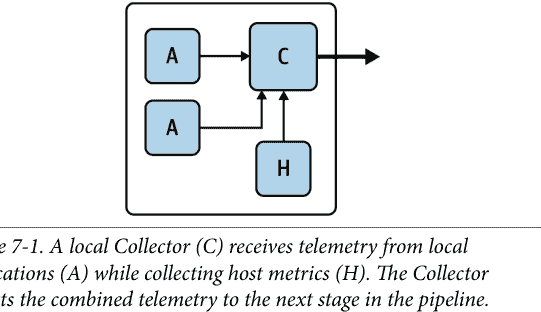 A
C
A
H
e 7-1. A local Collector (C) receives telemetry from local
cations (A) while collecting host metrics (H). The Collector
ts the combined telemetry to the next stage in the pipeline.